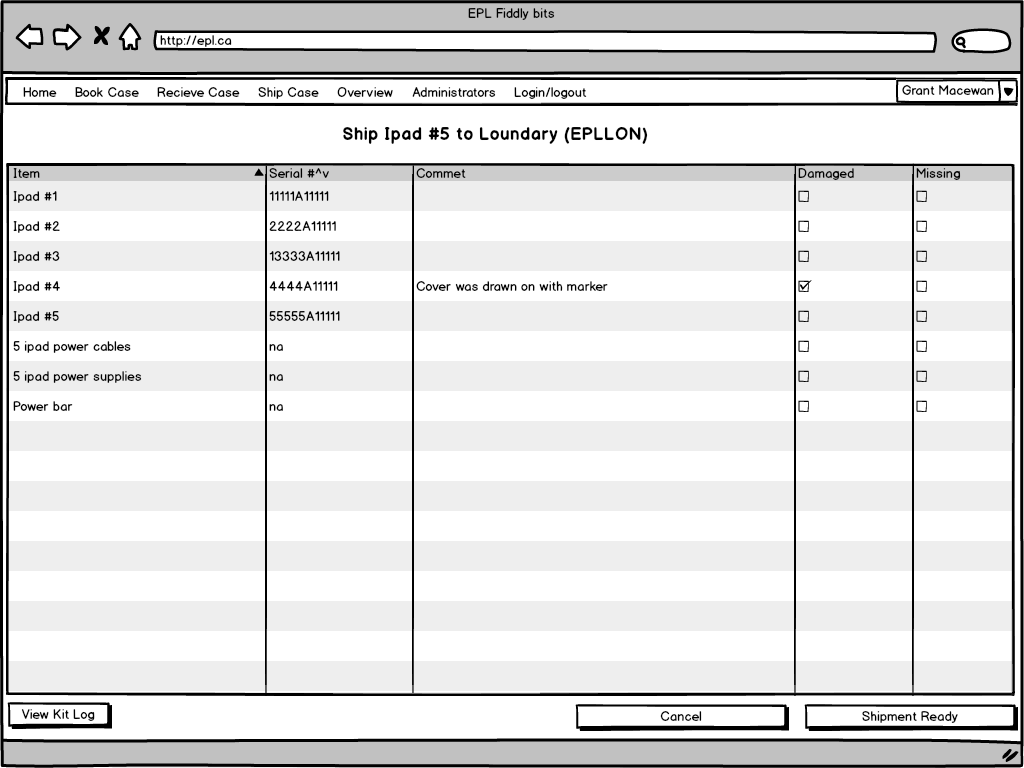 EPL Fiddly bits
http://epl.ca
Home Book Case Recieve Case Ship Case Overview Administrators Login/logout Grant Macewan
Ship Ipad #5 to Loundary (EPLLON)
Item Serial #^v Commet Damaged Missing
Ipad #1 11111A11111
Ipad #2 2222A11111
Ipad #3 13333A11111
Ipad #4 4444A11111 Cover was drawn on with marker
Ipad #5 55555A11111
5 ipad power cables na
5 ipad power supplies na
Power bar na
View Kit Log Cancel Shipment Ready